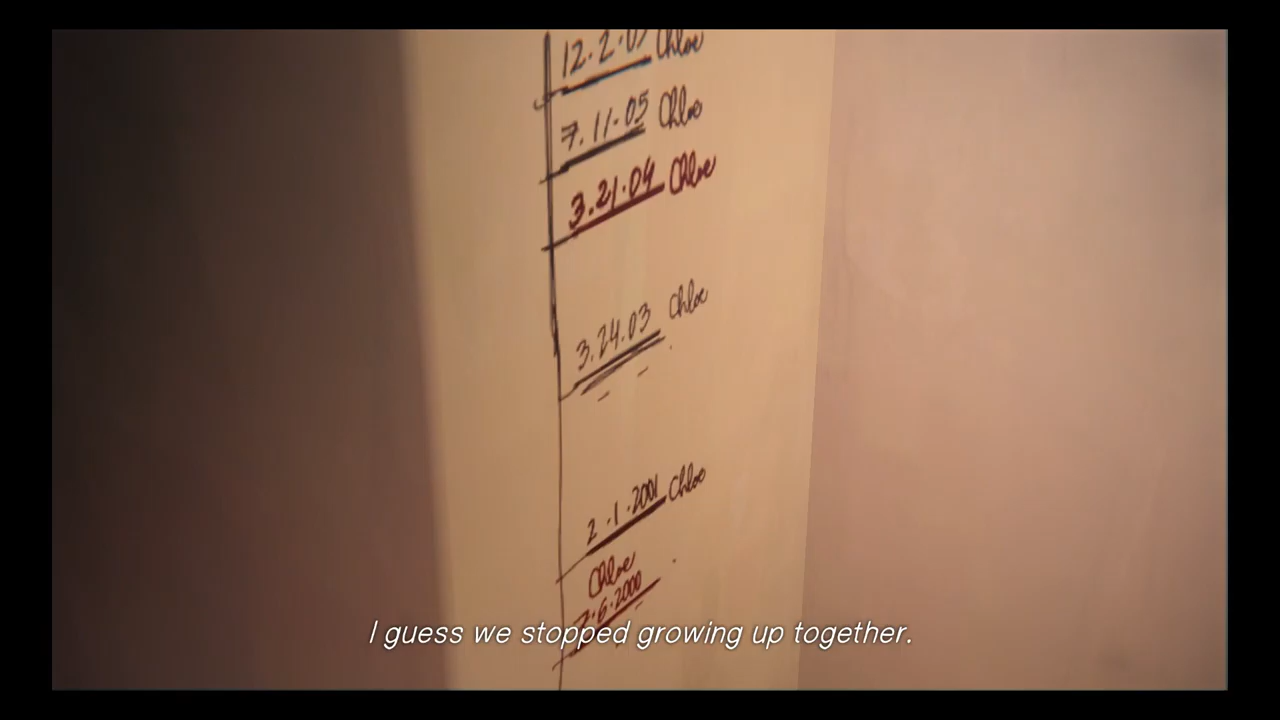 12.2.07 Chloe
7.11.05 Chloe
3.21.04 Chloe
3.24.03 Chloe
2.1.2001 Chloe
Chloe
7.6.2000
I guess we stopped growing up together.